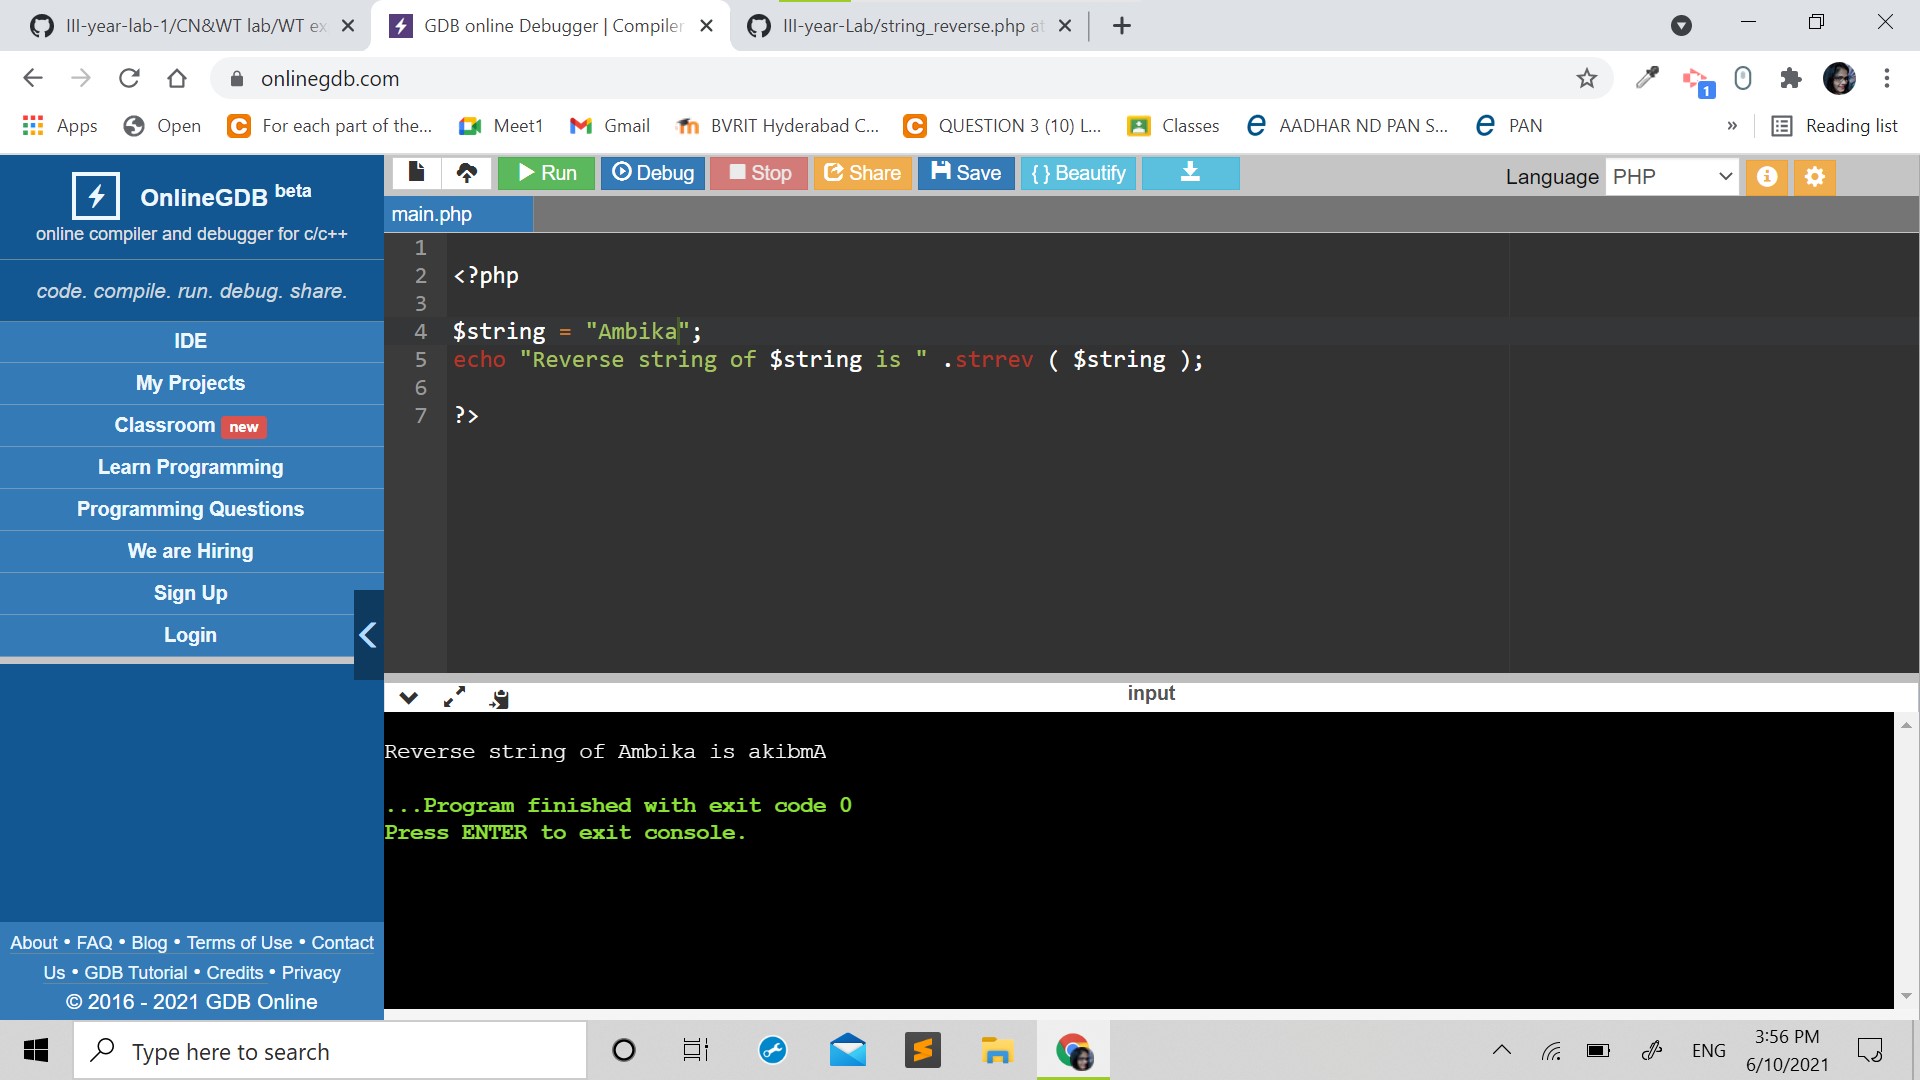 III-year-lab-1/CN&WT lab/WT ex
GDB online Debugger | Compiler
III-year-Lab/string_reverse.php at
onlinegdb.com
1
Apps
Open
For each part of the...
Meet1
Gmail
BVRIT Hyderabad C...
QUESTION 3 (10) L...
Classes
AADHAR ND PAN S...
PAN
»
Reading list
OnlineGDB beta
online compiler and debugger for c/c++
code. compile. run. debug. share.
IDE
My Projects
Classroom new
Learn Programming
Programming Questions
We are Hiring
Sign Up
Login
About • FAQ • Blog • Terms of Use • Contact
Us • GDB Tutorial • Credits • Privacy
© 2016 - 2021 GDB Online
Run
Debug
Stop
Share
Save
{ } Beautify
Language PHP
main.php
1
2 <?php
3
4 $string = "Ambika";
5 echo "Reverse string of $string is " .strrev ( $string );
6
7 ?>
input
Reverse string of Ambika is akibmA
...Program finished with exit code 0
Press ENTER to exit console.
Type here to search
ENG
3:56 PM
6/10/2021